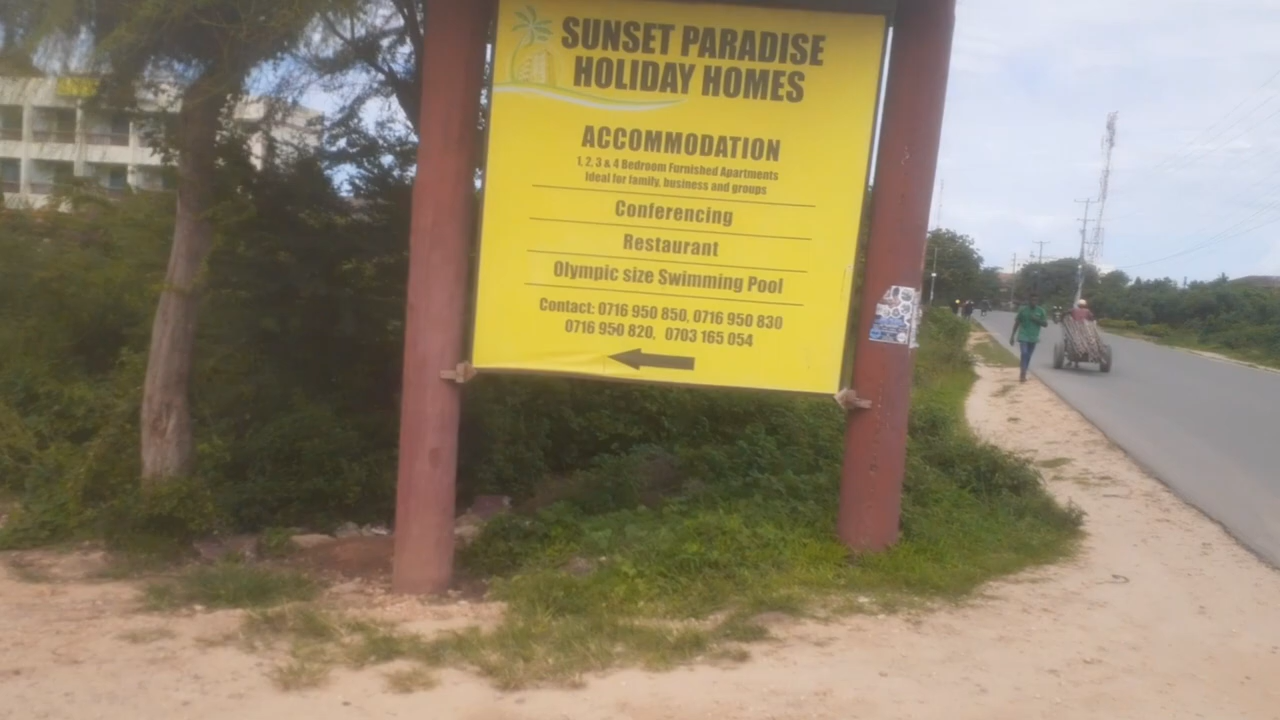 SUNSET PARADISE
HOLIDAY HOMES
ACCOMMODATION
1, 2, 3 & 4 Bedroom Furnished Apartments
Ideal for family, business and groups
Conferencing
Restaurant
Olympic size Swimming Pool
Contact: 0716 950 850, 0716 950 830
0716 950 820, 0703 165 054